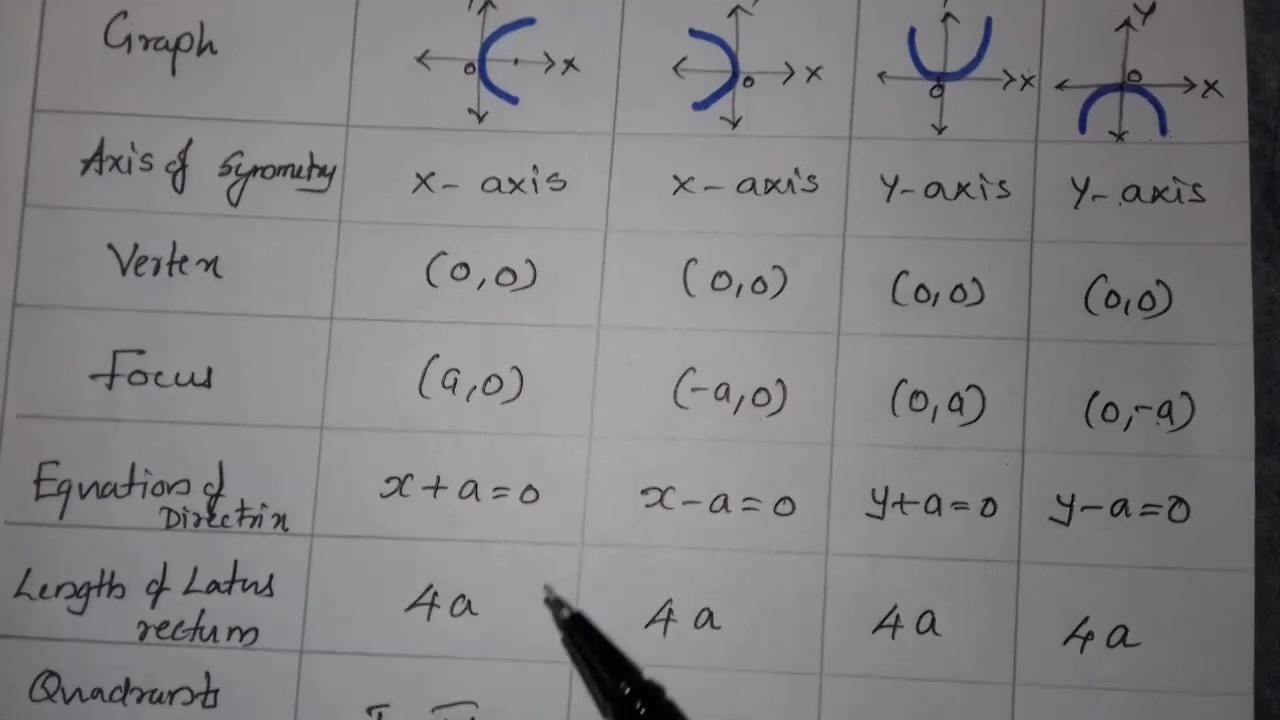 Graph O X O X O X Y O X
Axis of Symmetry X- axis X-axis Y-axis Y-axis
Vertex (0,0) (0,0) (0,0) (0,0)
Focus (a,0) (-a,0) (0,a) (0,-a)
Equation of x+a=0 x-a=0 y+a=0 y-a=0
Directrix
Length of Latus 4a 4a 4a 4a
rectum
Quadrants